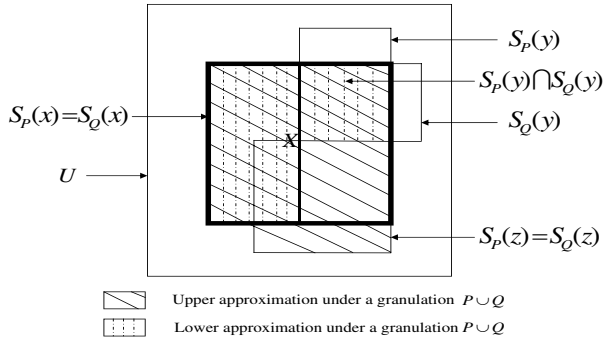 S_P(y)
S_P(y)⋂S_Q(y)
S_P(x)=S_Q(x)
S_Q(y)
X
U
S_P(z)=S_Q(z)
Upper approximation under a granulation P∪Q
Lower approximation under a granulation P∪Q